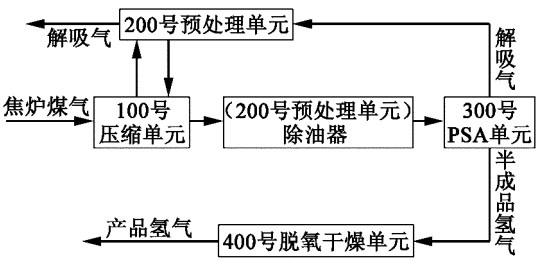 解吸气
200号预处理单元
解吸气
焦炉煤气
100号
压缩单元
（200号预处理单元）
除油器
300号
PSA单元
半成品氢气
产品氢气
400号脱氧干燥单元